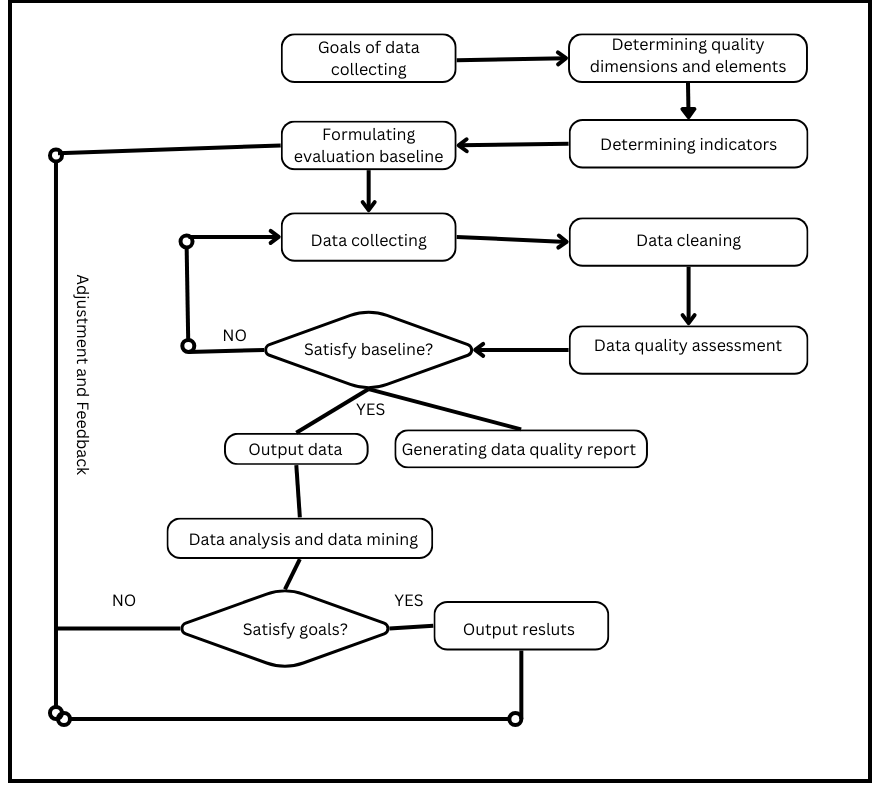 Goals of data
collecting
Determining quality
dimensions and elements
Formulating
evaluation baseline
Determining indicators
Data collecting
Data cleaning
Adjustment and Feedback
NO
Satisfy baseline?
Data quality assessment
YES
Output data
Generating data quality report
Data analysis and data mining
NO
YES
Satisfy goals?
Output resluts